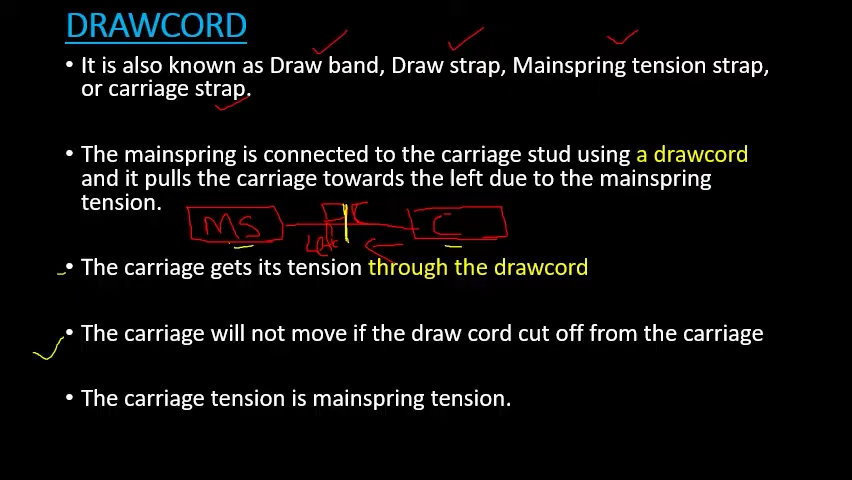 DRAWCORD
• It is also known as Draw band, Draw strap, Mainspring tension strap,
or carriage strap.
• The mainspring is connected to the carriage stud using a drawcord
and it pulls the carriage towards the left due to the mainspring
tension.
MS DC C
Left
• The carriage gets its tension through the drawcord
• The carriage will not move if the draw cord cut off from the carriage
• The carriage tension is mainspring tension.